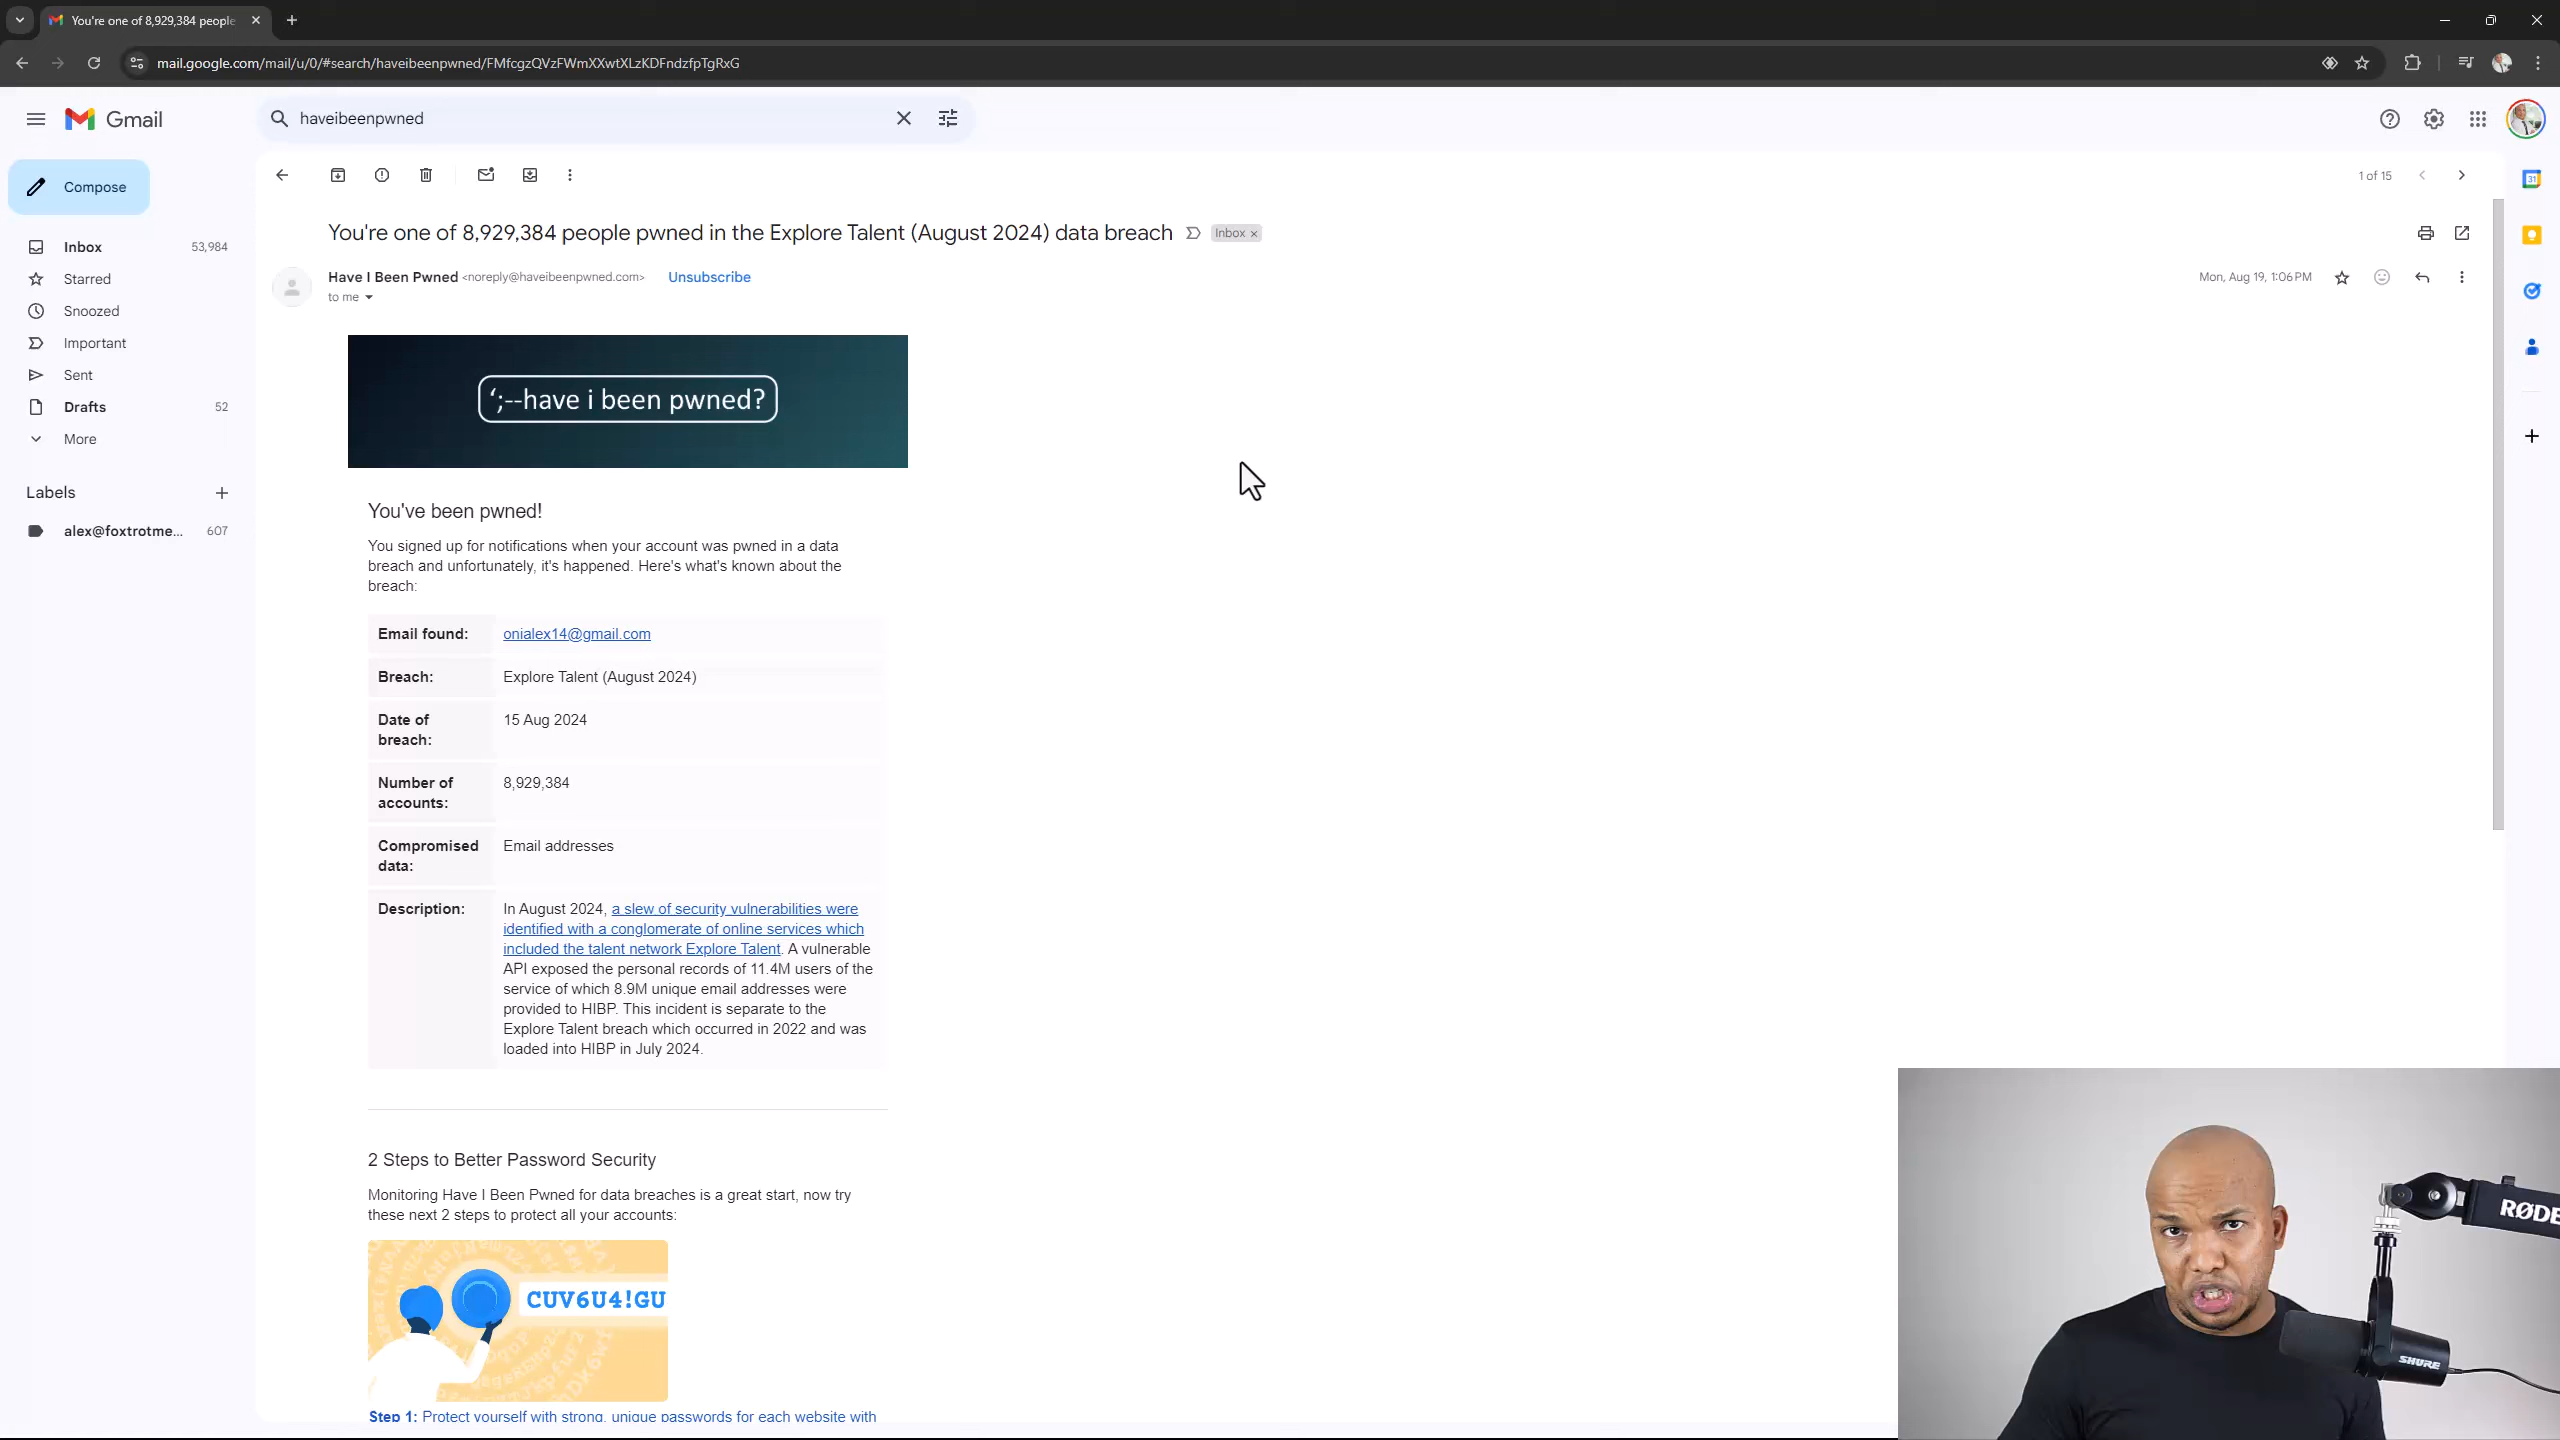 You're one of 8,929,384 people
mail.google.com/mail/u/0/#search/haveibeenpwned/FMfcgzQVzFWmXXwtXLzKDFndzfpTgRxG
Gmail
haveibeenpwned
Compose
1 of 15
Inbox 53,984
Starred
Snoozed
Important
Sent
Drafts 52
More
Labels
alex@foxtrotme... 607
You're one of 8,929,384 people pwned in the Explore Talent (August 2024) data breach
Inbox x
Have I Been Pwned <noreply@haveibeenpwned.com> Unsubscribe
Mon, Aug 19, 1:06 PM
to me
';--have i been pwned?
You've been pwned!
You signed up for notifications when your account was pwned in a data
breach and unfortunately, it's happened. Here's what's known about the
breach:
Email found: onialex14@gmail.com
Breach: Explore Talent (August 2024)
Date of
breach:
15 Aug 2024
Number of
accounts:
8,929,384
Compromised
data:
Email addresses
Description:
In August 2024, a slew of security vulnerabilities were
identified with a conglomerate of online services which
included the talent network Explore Talent. A vulnerable
API exposed the personal records of 11.4M users of the
service of which 8.9M unique email addresses were
provided to HIBP. This incident is separate to the
Explore Talent breach which occurred in 2022 and was
loaded into HIBP in July 2024.
2 Steps to Better Password Security
Monitoring Have I Been Pwned for data breaches is a great start, now try
these next 2 steps to protect all your accounts:
CUV6U4!GU
Step 1: Protect yourself with strong, unique passwords for each website with
31
RØDE
SHURE